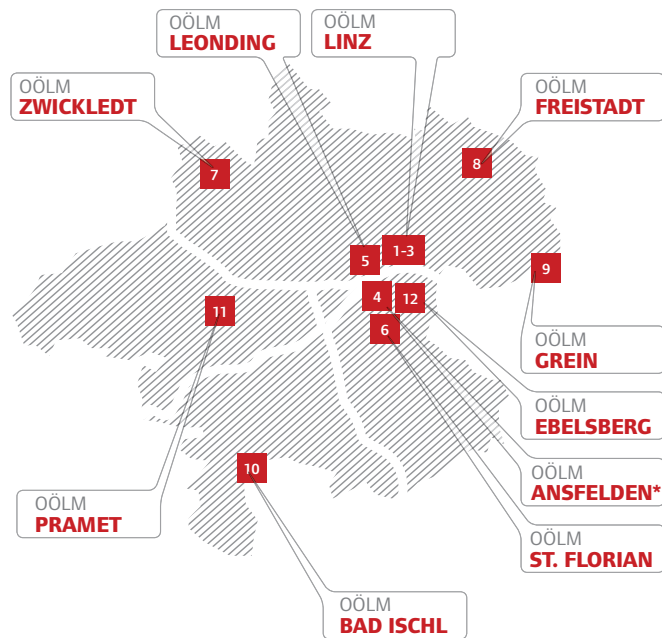 OÖLM
LEONDING
OÖLM
LINZ
OÖLM
ZWICKLEDT
OÖLM
FREISTADT
7
8
5
1-3
9
4
12
11
6
OÖLM
GREIN
OÖLM
EBELSBERG
10
OÖLM
ANSFELDEN*
OÖLM
PRAMET
OÖLM
ST. FLORIAN
OÖLM
BAD ISCHL